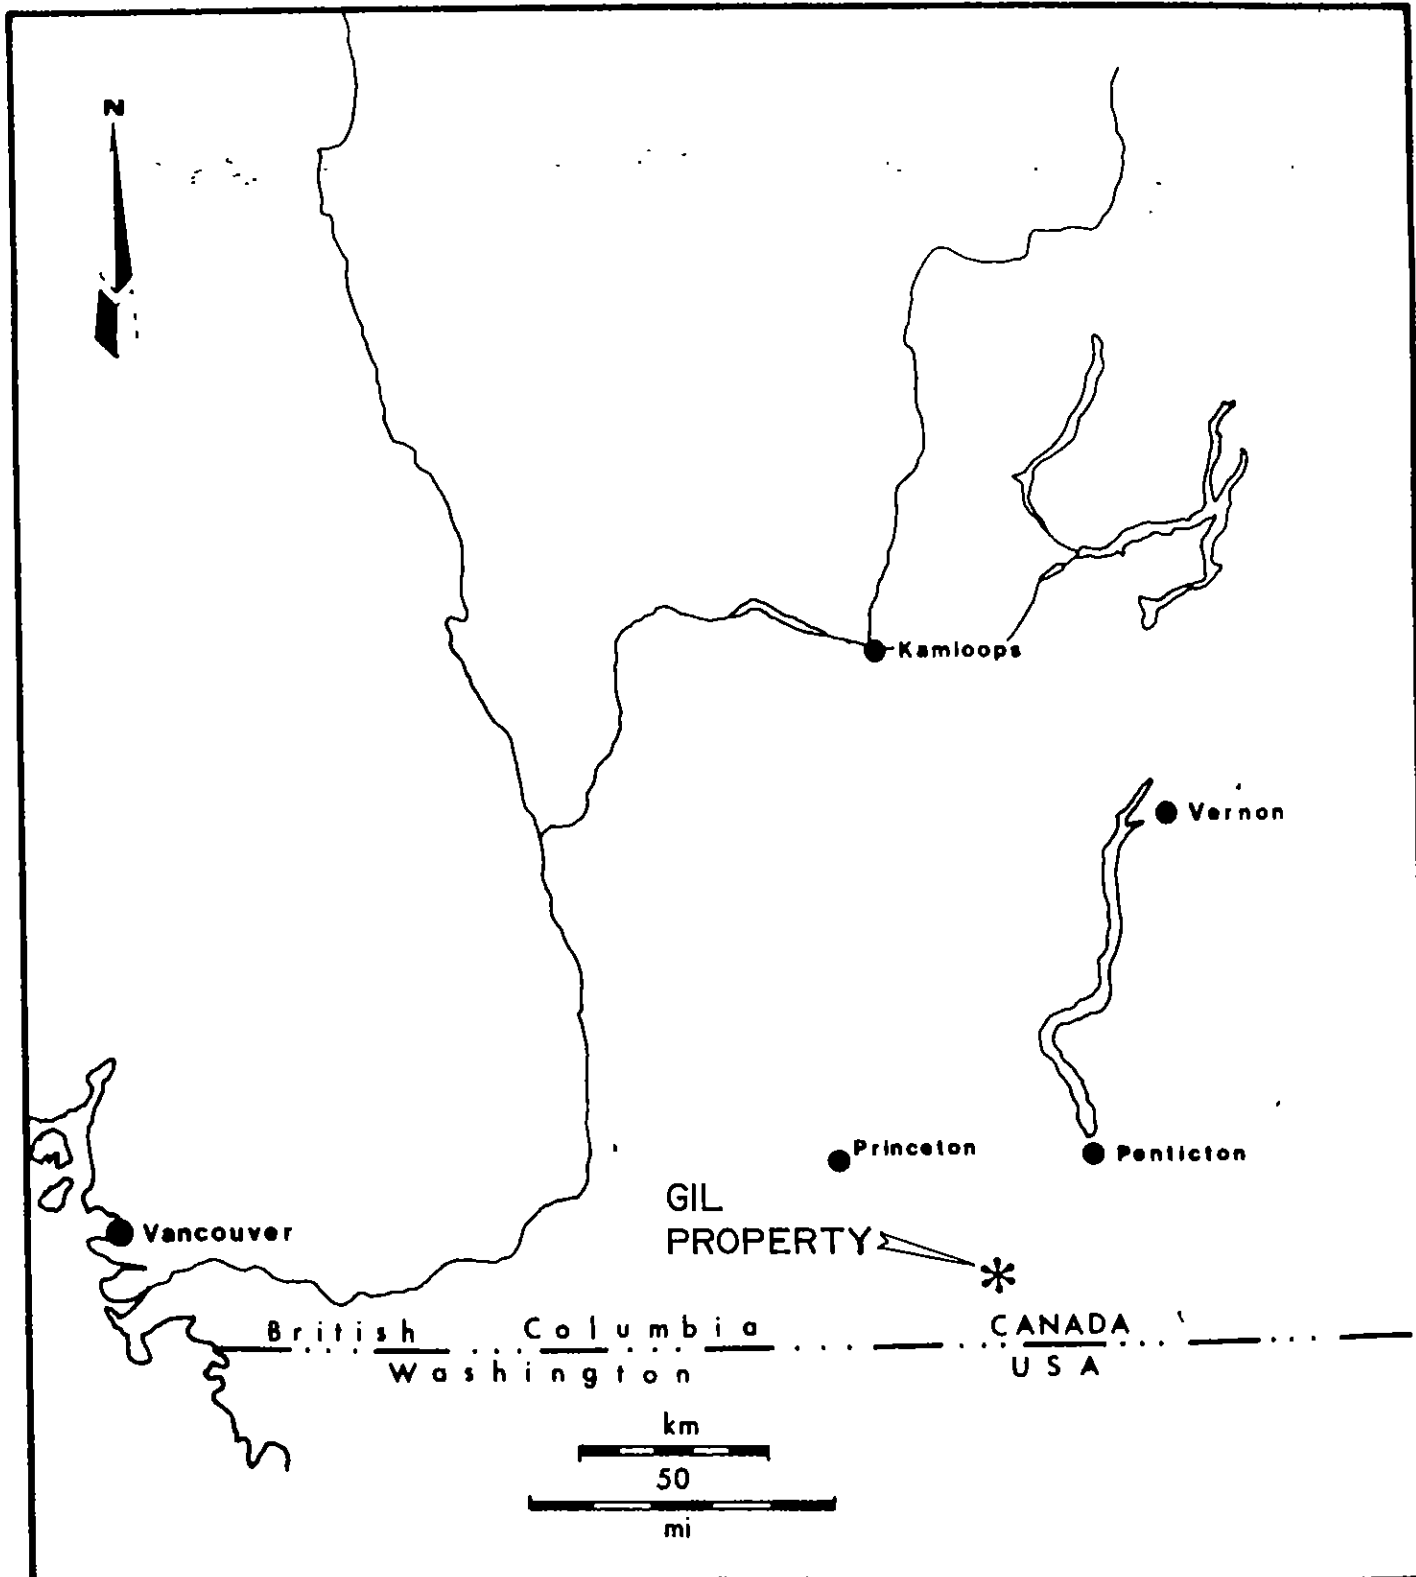 N
Kamloops
Vernon
Princeton
Penticton
GIL
PROPERTY
Vancouver
British Columbia
CANADA
Washington
USA
km
50
mi